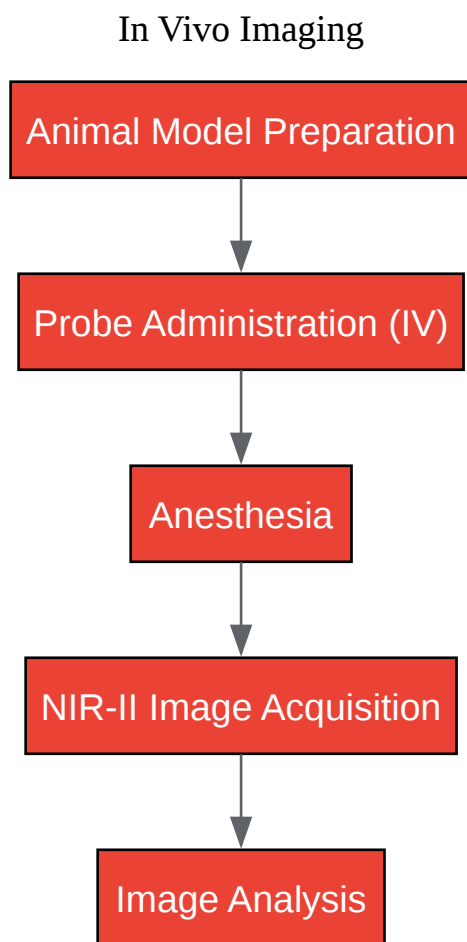 In Vivo Imaging
Animal Model Preparation
Probe Administration (IV)
Anesthesia
NIR-II Image Acquisition
Image Analysis